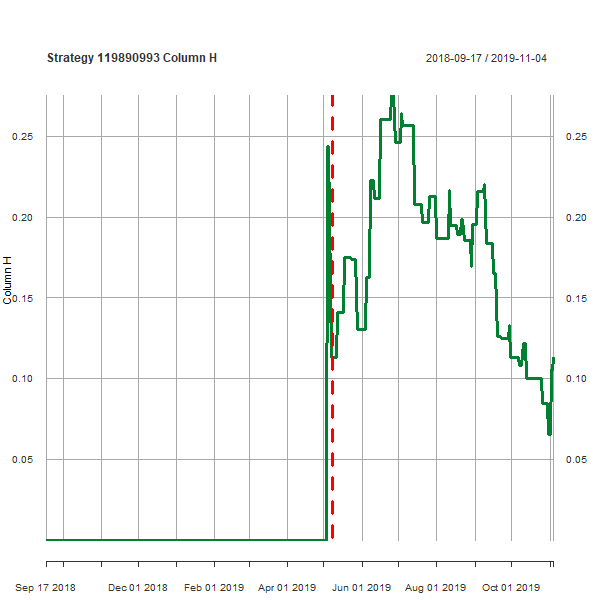 Strategy 119890993 Column H
2018-09-17 / 2019-11-04
0.25
0.25
0.20
0.20
Column H
0.15
0.15
0.10
0.10
0.05
0.05
Sep 17 2018
Dec 01 2018
Feb 01 2019
Apr 01 2019
Jun 01 2019
Aug 01 2019
Oct 01 2019